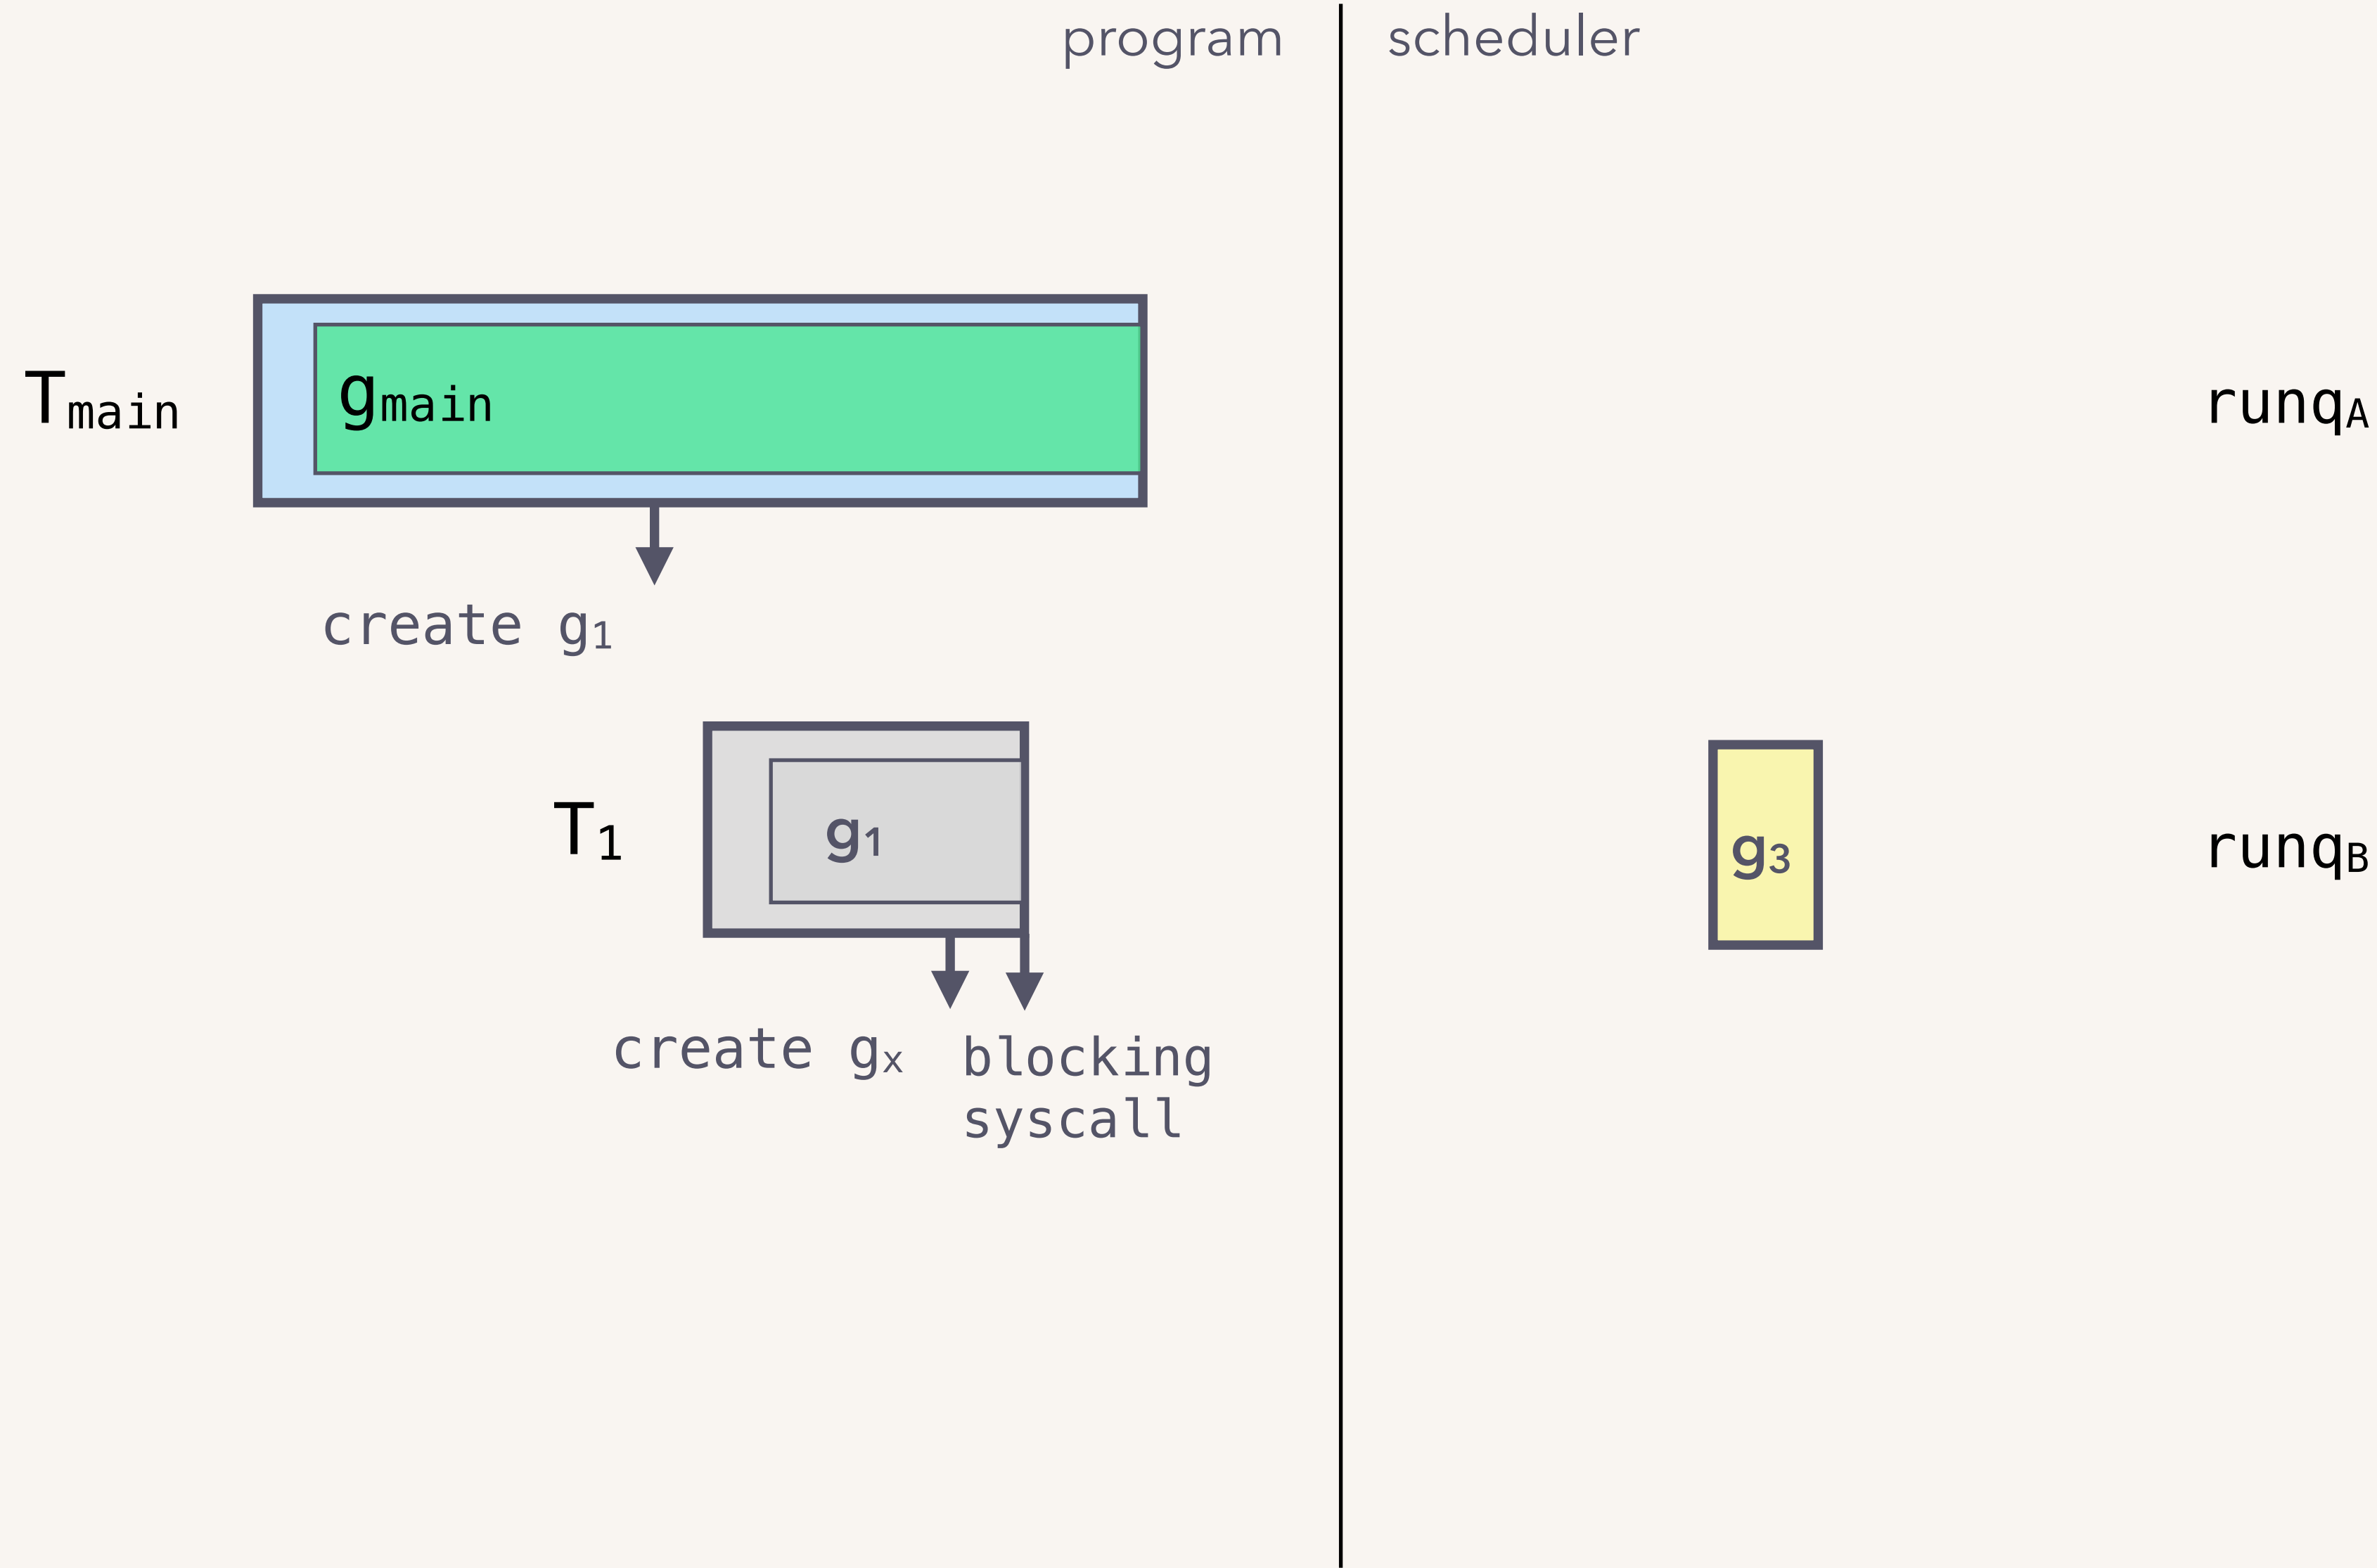 program
scheduler
Tmain
gmain
runqA
create g1
T1
g1
g3
runqB
create gx
blocking
syscall